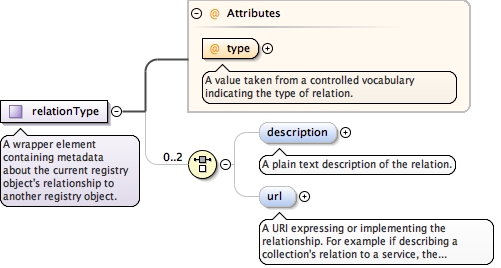 @ Attributes
@ type
A value taken from a controlled vocabulary
indicating the type of relation.
relationType
A wrapper element
containing metadata
about the current registry
object's relationship to
another registry object.
0..2
description
A plain text description of the relation.
url
A URI expressing or implementing the
relationship. For example if describing a
collection's relation to a service, the...